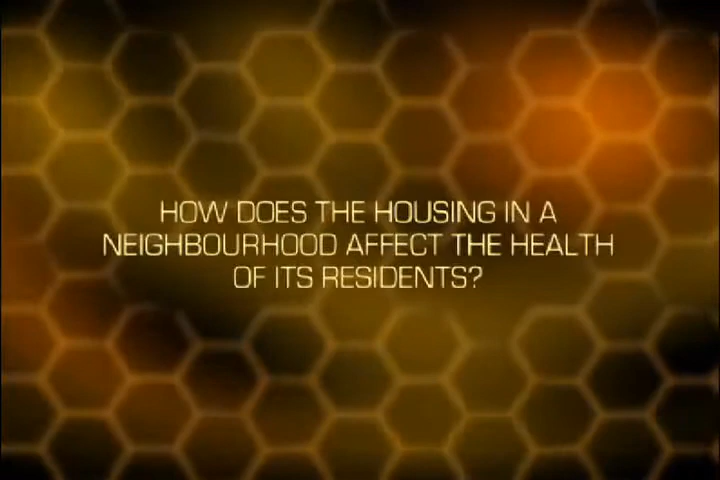 HOW DOES THE HOUSING IN A
NEIGHBOURHOOD AFFECT THE HEALTH
OF ITS RESIDENTS?